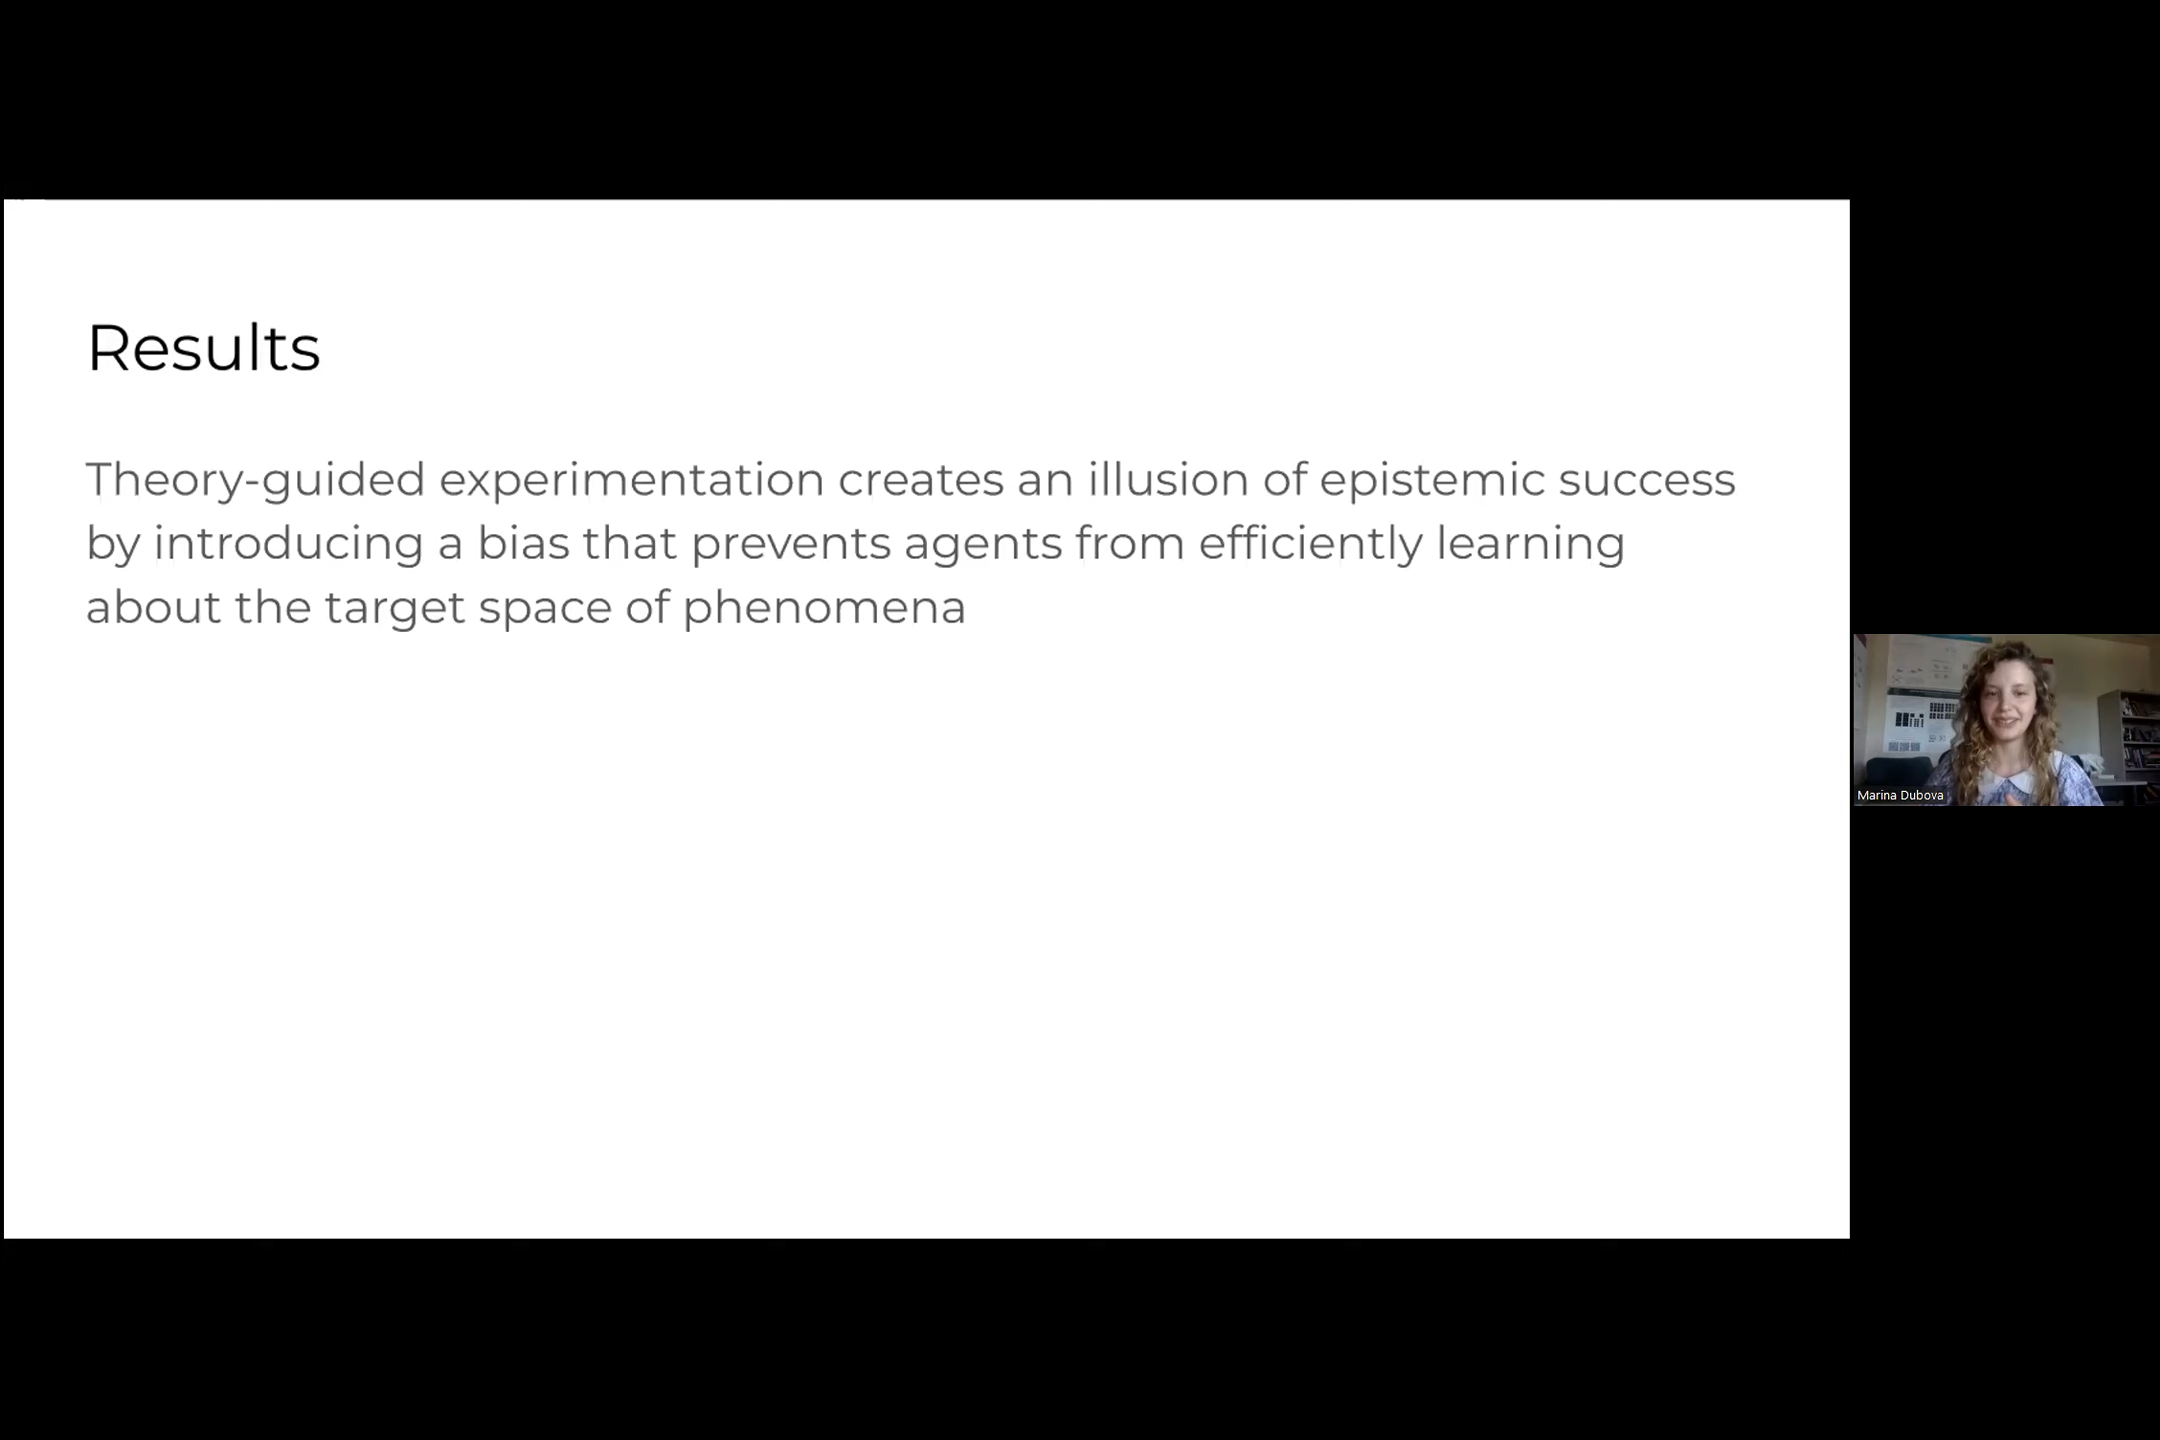 Results
Theory-guided experimentation creates an illusion of epistemic success
by introducing a bias that prevents agents from efficiently learning
about the target space of phenomena
Marina Dubova